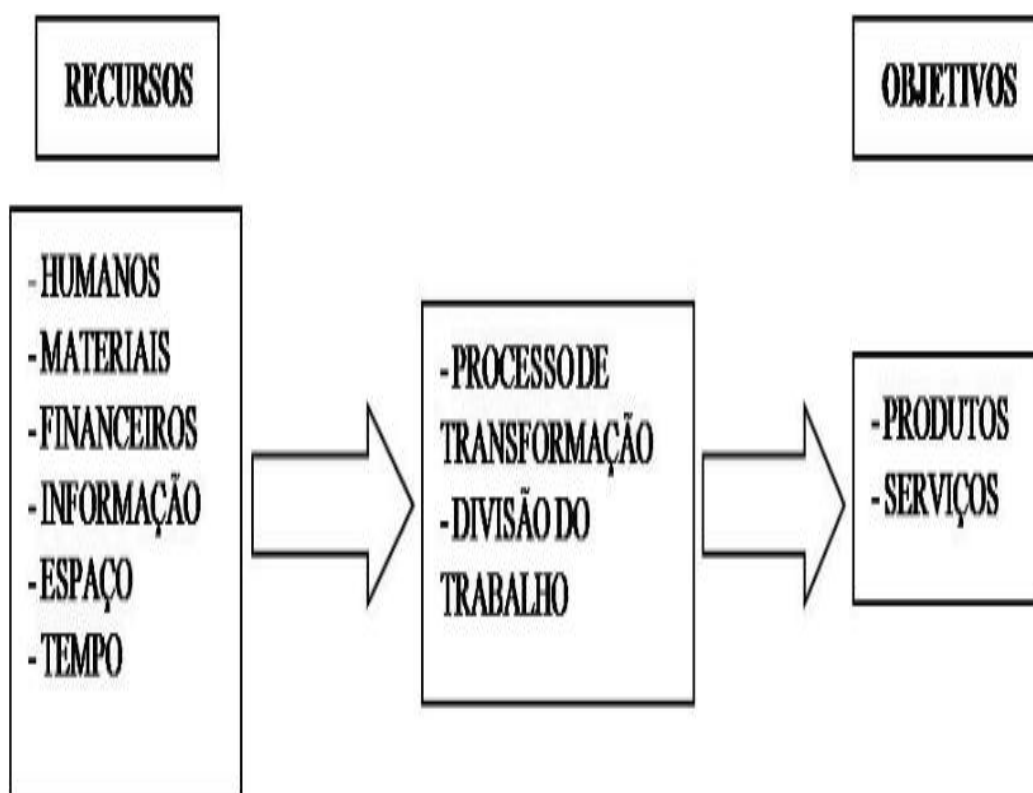 RECURSOS
OBJETIVOS
- HUMANOS
- MATERIAIS
- FINANCEIROS
- INFORMAÇÃO
- ESPAÇO
- TEMPO
- PROCESSO DE
TRANSFORMAÇÃO
- DIVISÃO DO
TRABALHO
- PRODUTOS
- SERVIÇOS